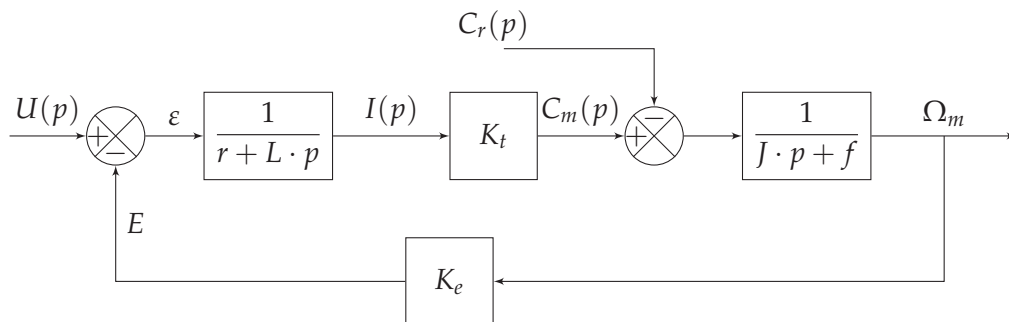 C_r(p)
U(p)
+
−
ε
1
r + L · p
I(p)
K_t
C_m(p)
+
−
1
J · p + f
Ω_m
E
K_e